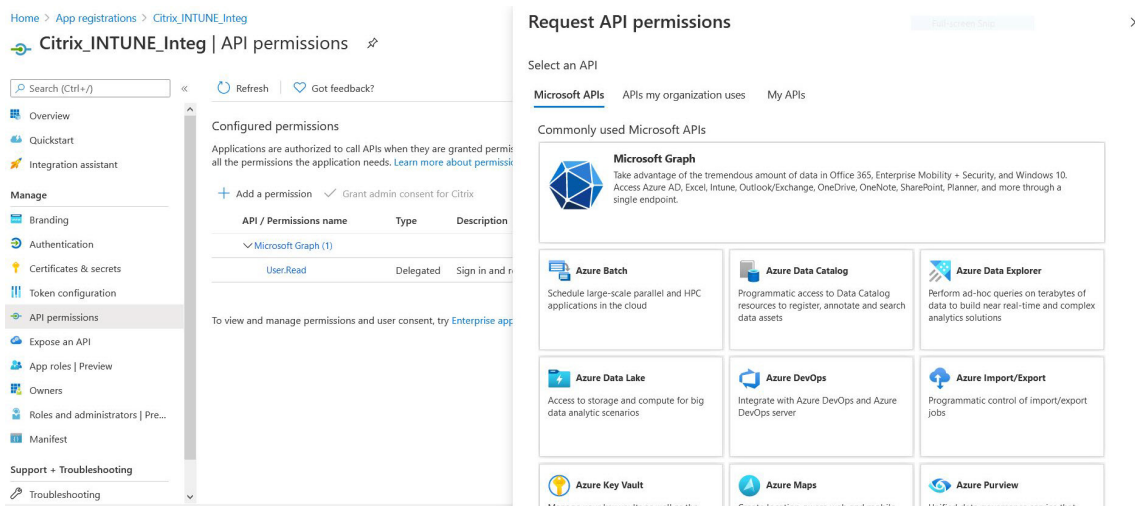 Home > App registrations > Citrix_INTUNE_Integ
Citrix_INTUNE_Integ | API permissions
Search (Ctrl+/)
«
Overview
Quickstart
Integration assistant
Manage
Branding
Authentication
Certificates & secrets
Token configuration
API permissions
Expose an API
App roles | Preview
Owners
Roles and administrators | Pre...
Manifest
Support + Troubleshooting
Troubleshooting
Refresh
Got feedback?
Configured permissions
Applications are authorized to call APIs when they are granted permis
all the permissions the application needs. Learn more about permissio
Add a permission
Grant admin consent for Citrix
API / Permissions name Type Description
Microsoft Graph (1)
User.Read Delegated Sign in and r
To view and manage permissions and user consent, try Enterprise app
Request API permissions
Select an API
Microsoft APIs APIs my organization uses My APIs
Commonly used Microsoft APIs
Microsoft Graph
Take advantage of the tremendous amount of data in Office 365, Enterprise Mobility + Security, and Windows 10.
Access Azure AD, Excel, Intune, Outlook/Exchange, OneDrive, OneNote, SharePoint, Planner, and more through a
single endpoint.
Azure Batch
Schedule large-scale parallel and HPC
applications in the cloud
Azure Data Catalog
Programmatic access to Data Catalog
resources to register, annotate and search
data assets
Azure Data Explorer
Perform ad-hoc queries on terabytes of
data to build near real-time and complex
analytics solutions
Azure Data Lake
Access to storage and compute for big
data analytic scenarios
Azure DevOps
Integrate with Azure DevOps and Azure
DevOps server
Azure Import/Export
Programmatic control of import/export
jobs
Azure Key Vault
Azure Maps
Azure Purview